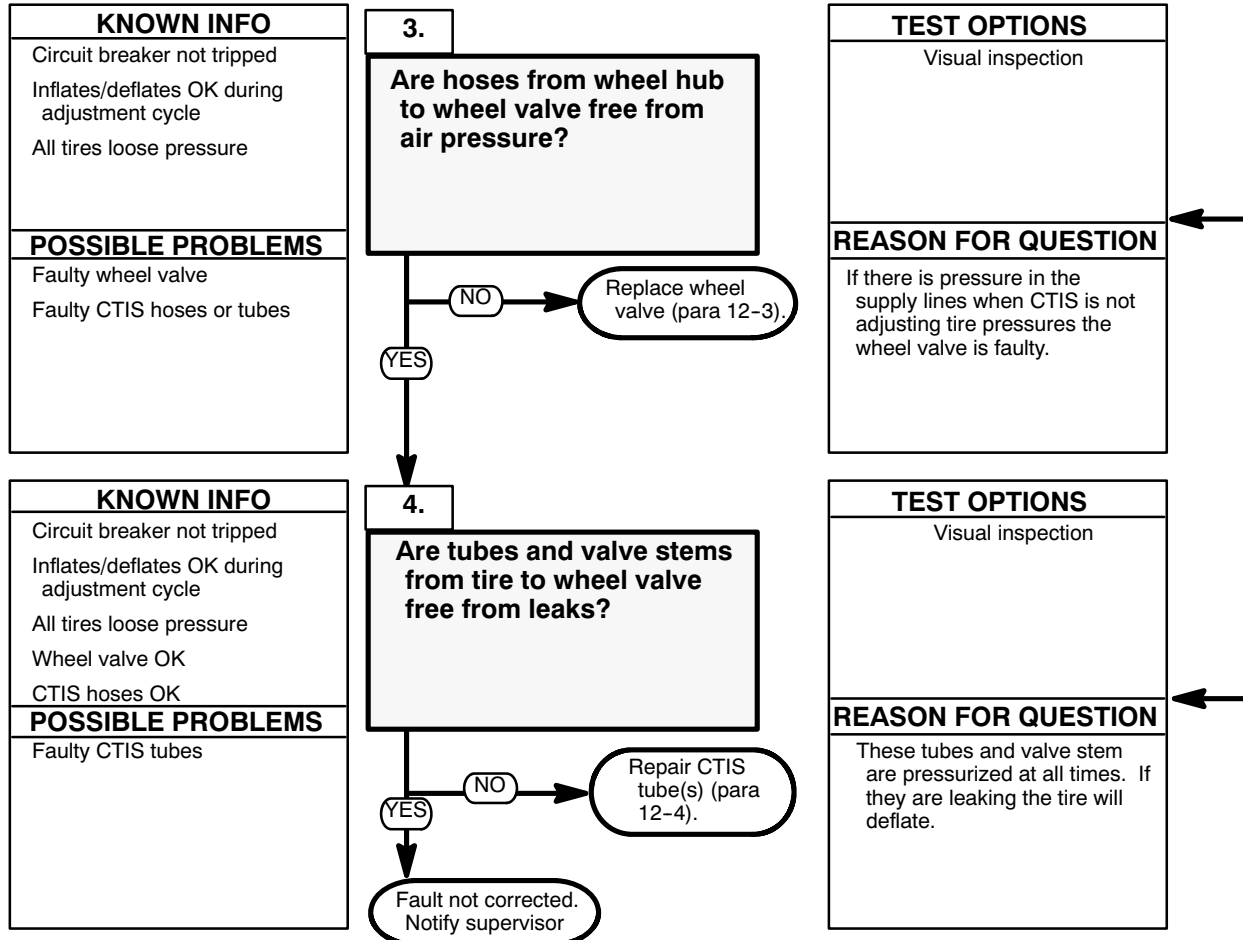 KNOWN INFO
Circuit breaker not tripped
Inflates/deflates OK during
adjustment cycle
All tires loose pressure
POSSIBLE PROBLEMS
Faulty wheel valve
Faulty CTIS hoses or tubes
3.
Are hoses from wheel hub
to wheel valve free from
air pressure?
NO
Replace wheel
valve (para 12-3).
YES
TEST OPTIONS
Visual inspection
REASON FOR QUESTION
If there is pressure in the
supply lines when CTIS is not
adjusting tire pressures the
wheel valve is faulty.
KNOWN INFO
Circuit breaker not tripped
Inflates/deflates OK during
adjustment cycle
All tires loose pressure
Wheel valve OK
CTIS hoses OK
POSSIBLE PROBLEMS
Faulty CTIS tubes
4.
Are tubes and valve stems
from tire to wheel valve
free from leaks?
NO
Repair CTIS
tube(s) (para
12-4).
YES
Fault not corrected.
Notify supervisor
TEST OPTIONS
Visual inspection
REASON FOR QUESTION
These tubes and valve stem
are pressurized at all times. If
they are leaking the tire will
deflate.